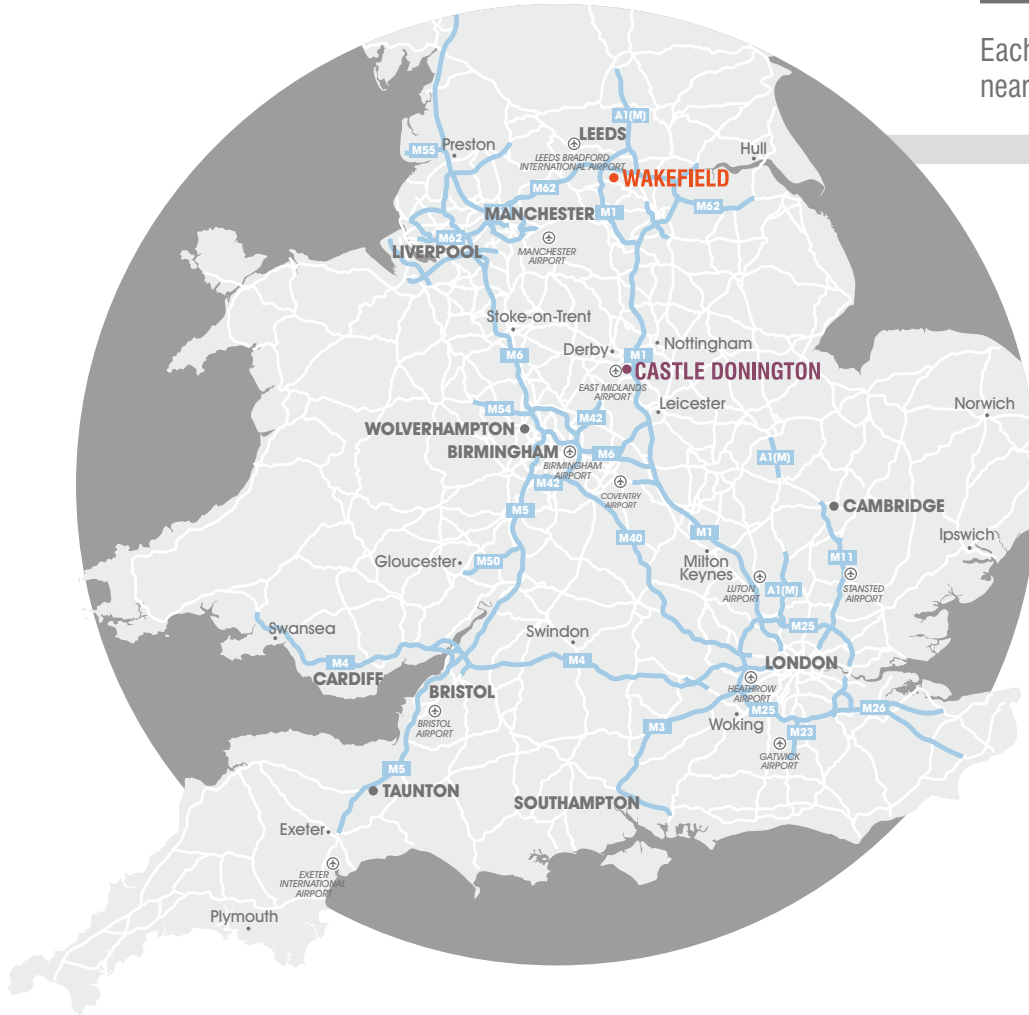 Each
near
A1(M)
LEEDS
M55
Preston
LEEDS BRADFORD
INTERNATIONAL AIRPORT
Hull
WAKEFIELD
M62
M62
MANCHESTER
M1
M62
LIVERPOOL
MANCHESTER
AIRPORT
Stoke-on-Trent
M6
Derby
M1
Nottingham
CASTLE DONINGTON
EAST MIDLANDS
AIRPORT
M54
M42
Leicester
Norwich
WOLVERHAMPTON
BIRMINGHAM
M6
A1(M)
BIRMINGHAM
AIRPORT
M42
COVENTRY
AIRPORT
M5
CAMBRIDGE
M40
M1
Ipswich
Gloucester
M50
Milton
Keynes
M11
LUTON
AIRPORT
A1(M)
STANSTED
AIRPORT
Swansea
Swindon
M25
M4
M4
LONDON
CARDIFF
BRISTOL
HEATHROW
AIRPORT
BRISTOL
AIRPORT
M25
M26
M3
Woking
M23
GATWICK
AIRPORT
M5
TAUNTON
SOUTHAMPTON
Exeter
EXETER
INTERNATIONAL
AIRPORT
Plymouth